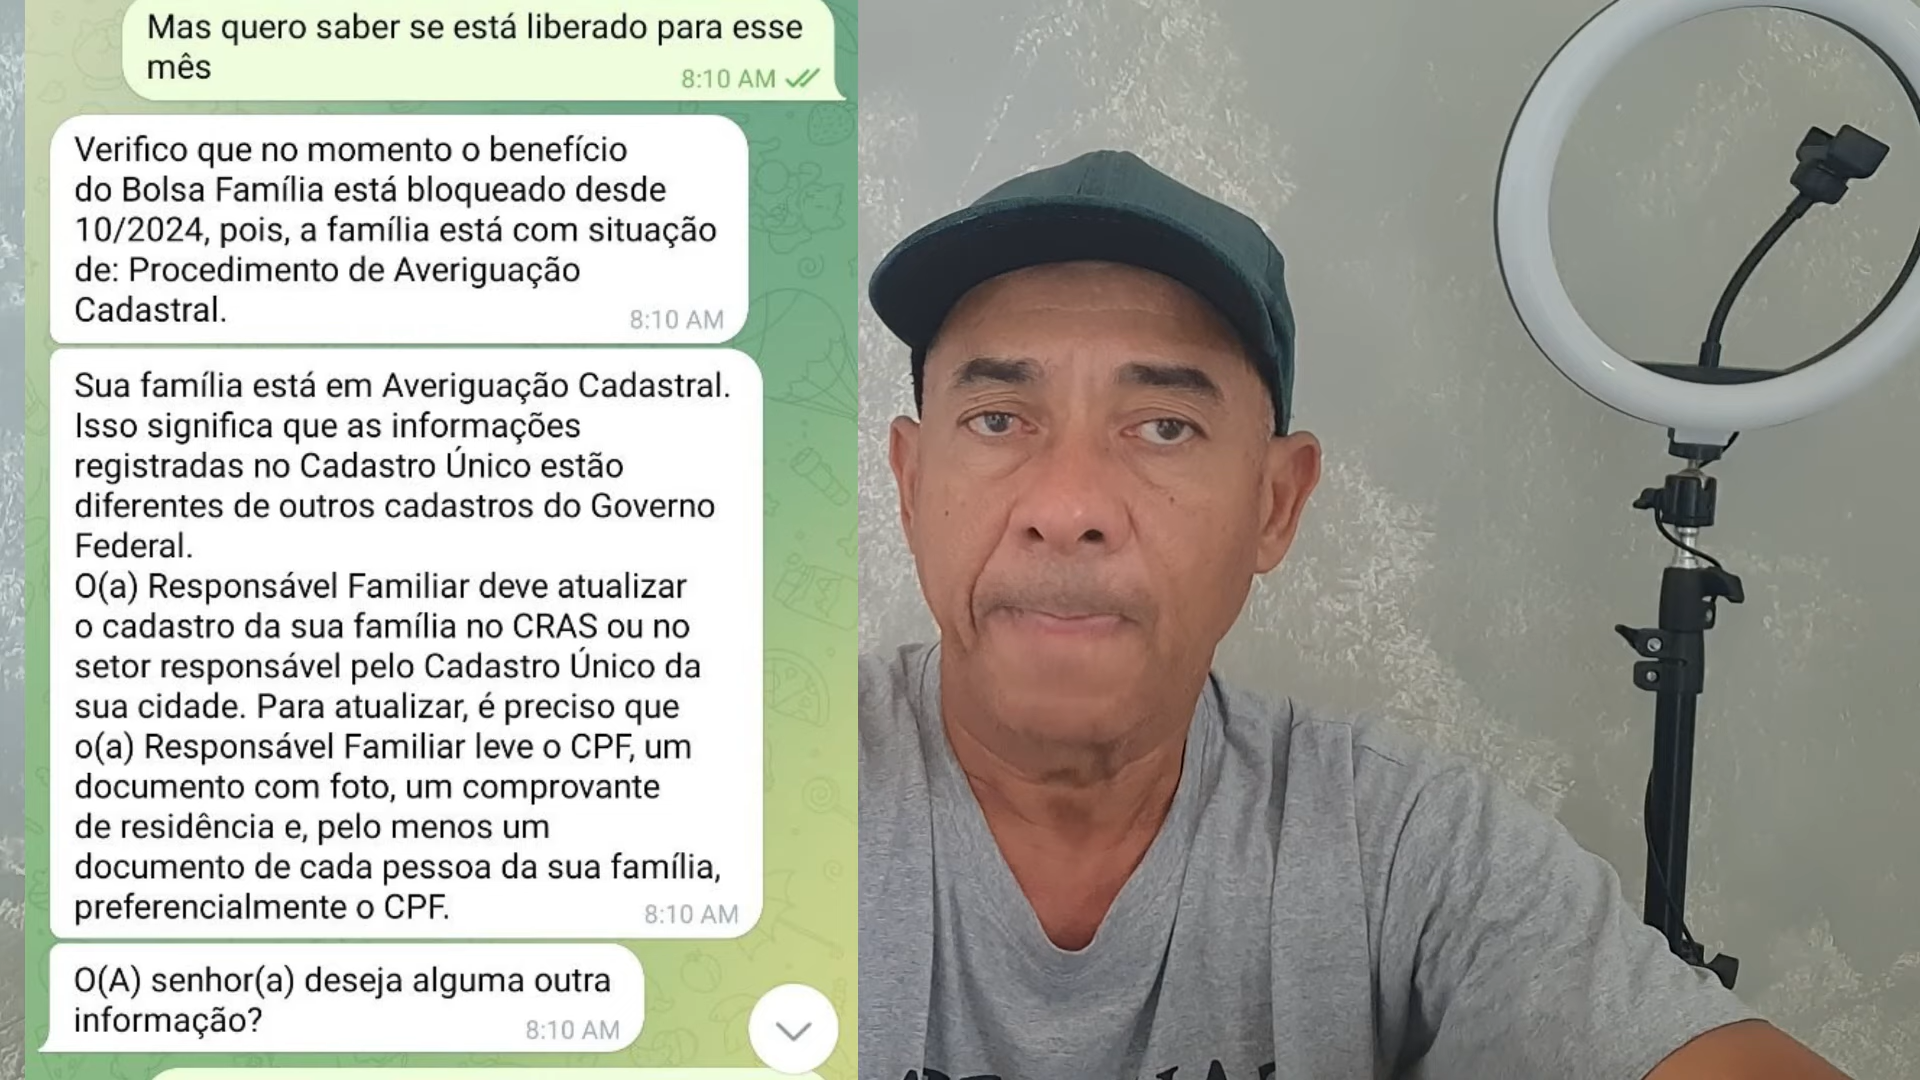 Mas quero saber se está liberado para esse
mês
8:10 AM
Verifico que no momento o benefício
do Bolsa Família está bloqueado desde
10/2024, pois, a família está com situação
de: Procedimento de Averiguação
Cadastral.
8:10 AM
Sua família está em Averiguação Cadastral.
Isso significa que as informações
registradas no Cadastro Único estão
diferentes de outros cadastros do Governo
Federal.
O(a) Responsável Familiar deve atualizar
o cadastro da sua família no CRAS ou no
setor responsável pelo Cadastro Único da
sua cidade. Para atualizar, é preciso que
o(a) Responsável Familiar leve o CPF, um
documento com foto, um comprovante
de residência e, pelo menos um
documento de cada pessoa da sua família,
preferencialmente o CPF.
8:10 AM
O(A) senhor(a) deseja alguma outra
informação?
8:10 AM